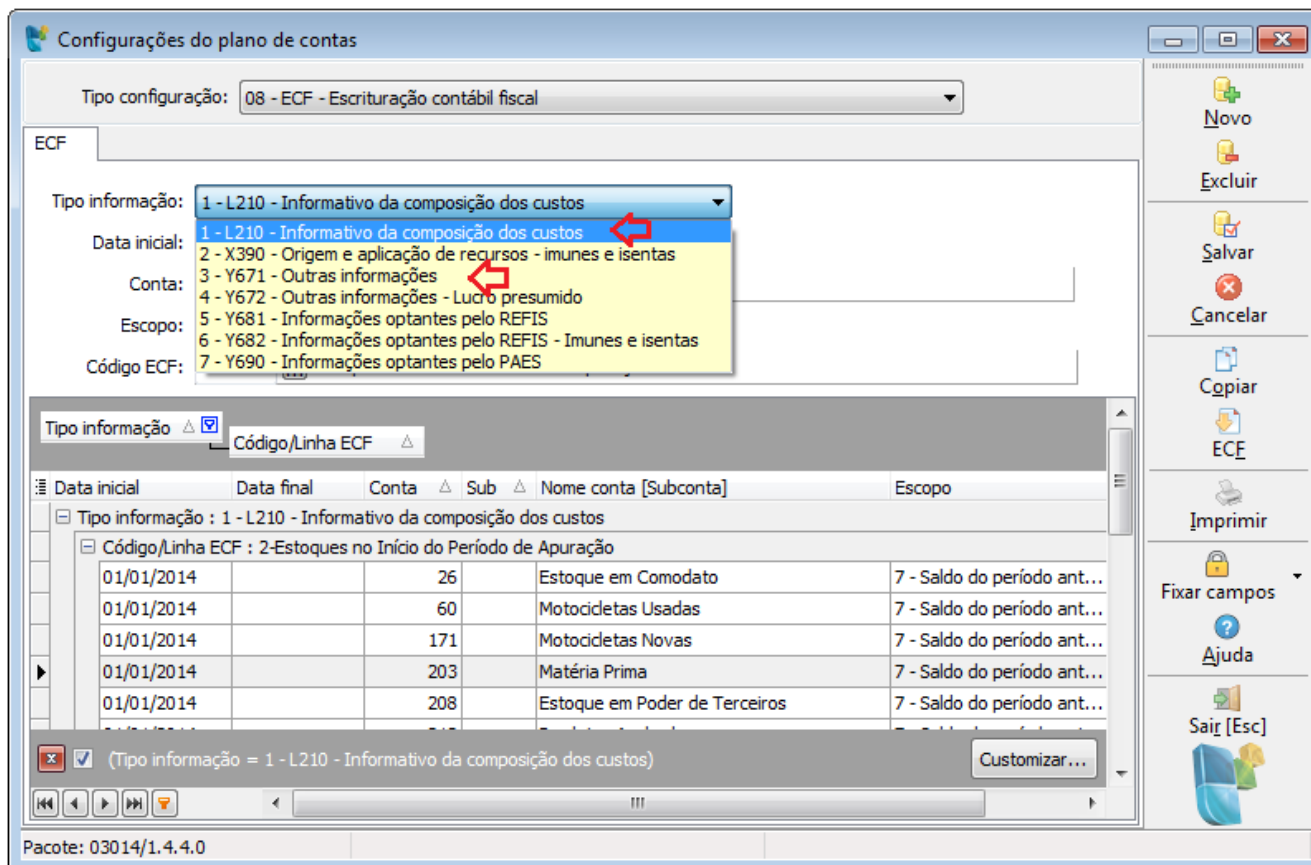 Configurações do plano de contas
Tipo configuração: 08 - ECF - Escrituração contábil fiscal
ECF
Tipo informação: 1 - L210 - Informativo da composição dos custos
1 - L210 - Informativo da composição dos custos
Data inicial:
2 - X390 - Origem e aplicação de recursos - imunes e isentas
3 - Y671 - Outras informações
Conta:
4 - Y672 - Outras informações - Lucro presumido
Escopo:
5 - Y681 - Informações optantes pelo REFIS
6 - Y682 - Informações optantes pelo REFIS - Imunes e isentas
Código ECF:
7 - Y690 - Informações optantes pelo PAES
Tipo informação
Código/Linha ECF
Data inicial Data final Conta Sub Nome conta [Subconta] Escopo
Tipo informação : 1 - L210 - Informativo da composição dos custos
Código/Linha ECF : 2-Estoques no Início do Período de Apuração
01/01/2014 26 Estoque em Comodato 7 - Saldo do período ant...
01/01/2014 60 Motocicletas Usadas 7 - Saldo do período ant...
01/01/2014 171 Motocicletas Novas 7 - Saldo do período ant...
01/01/2014 203 Matéria Prima 7 - Saldo do período ant...
01/01/2014 208 Estoque em Poder de Terceiros 7 - Saldo do período ant...
(Tipo informação = 1 - L210 - Informativo da composição dos custos) Customizar...
Pacote: 03014/1.4.4.0
Novo
Excluir
Salvar
Cancelar
Copiar
ECF
Imprimir
Fixar campos
Ajuda
Sair [Esc]